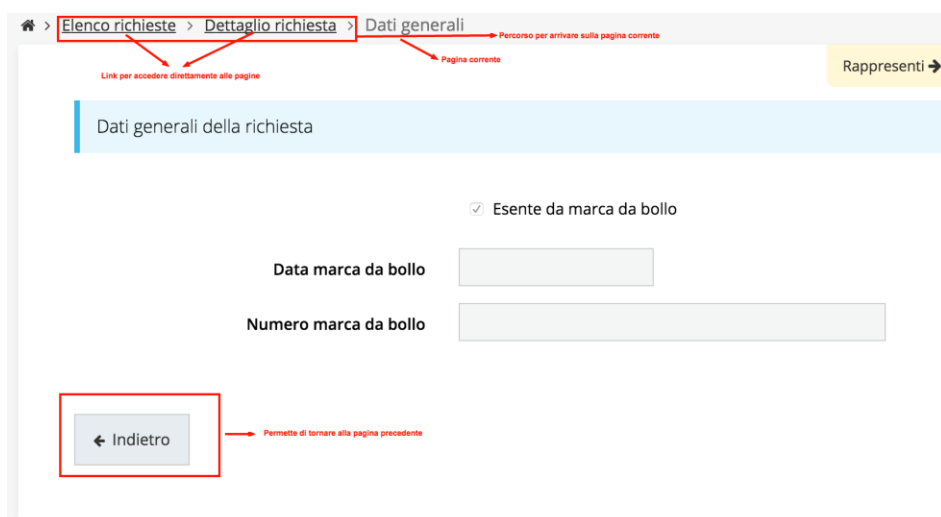 > Elenco richieste > Dettaglio richiesta > Dati generali
Percorso per arrivare sulla pagina corrente
Pagina corrente
Link per accedere direttamente alle pagine
Rappresenti
Dati generali della richiesta
Esente da marca da bollo
Data marca da bollo
Numero marca da bollo
Indietro
Permette di tornare alla pagina precedente